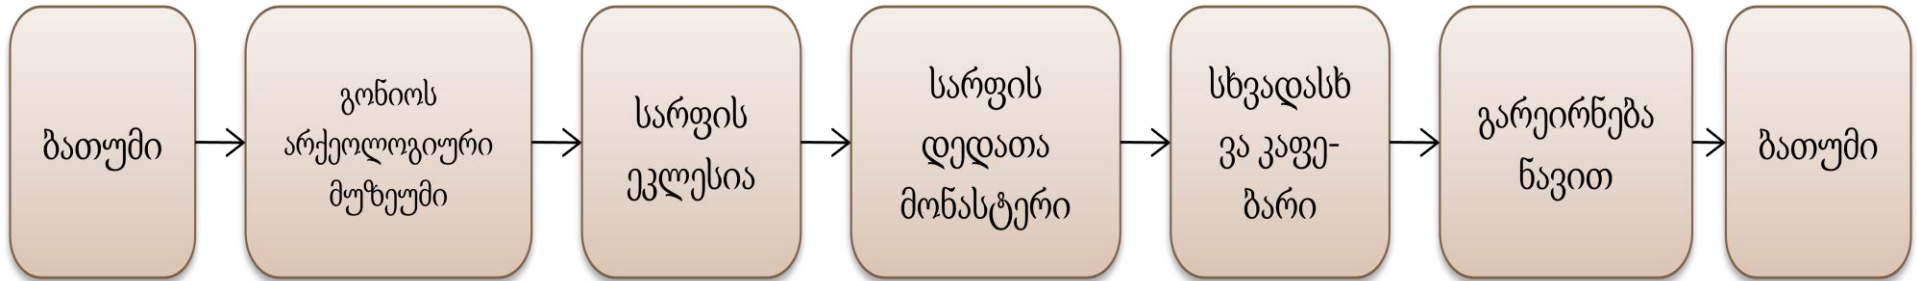 ბათუმი
გონიოს
არქეოლოგიური
მუზეუმი
სარფის
ეკლესია
სარფის
დედათა
მონასტერი
სხვადასხ
ვა კაფე-
ბარი
გარეირნება
ნავით
ბათუმი